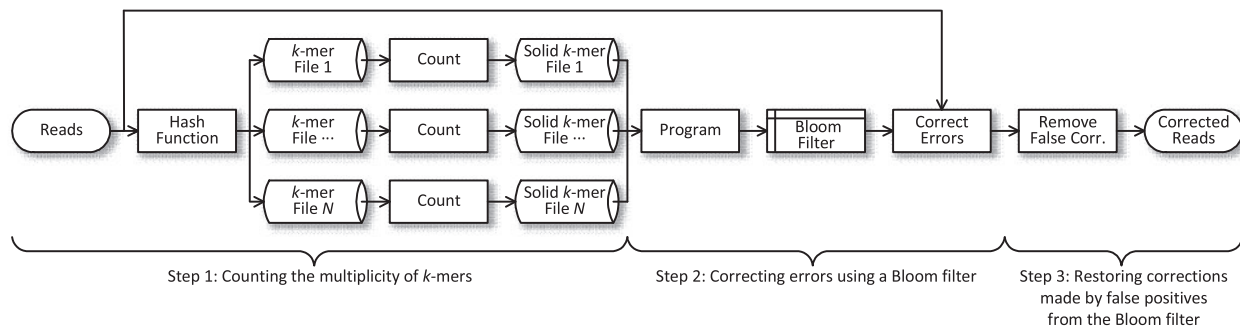 Reads
Hash
Function
k-mer
File 1
Count
Solid k-mer
File 1
k-mer
File ···
Count
Solid k-mer
File ···
k-mer
File N
Count
Solid k-mer
File N
Program
Bloom
Filter
Correct
Errors
Remove
False Corr.
Corrected
Reads
Step 1: Counting the multiplicity of k-mers
Step 2: Correcting errors using a Bloom filter
Step 3: Restoring corrections
made by false positives
from the Bloom filter